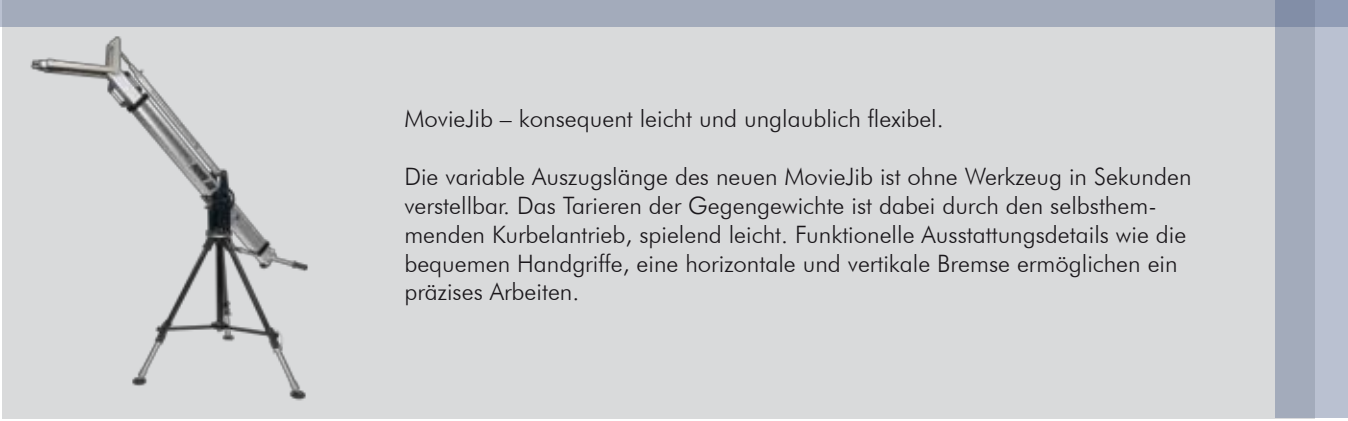 MovieJib – konsequent leicht und unglaublich flexibel.
Die variable Auszugslänge des neuen MovieJib ist ohne Werkzeug in Sekunden
verstellbar. Das Tarieren der Gegengewichte ist dabei durch den selbsthem-
menden Kurbelantrieb, spielend leicht. Funktionelle Ausstattungsdetails wie die
bequemen Handgriffe, eine horizontale und vertikale Bremse ermöglichen ein
präzises Arbeiten.